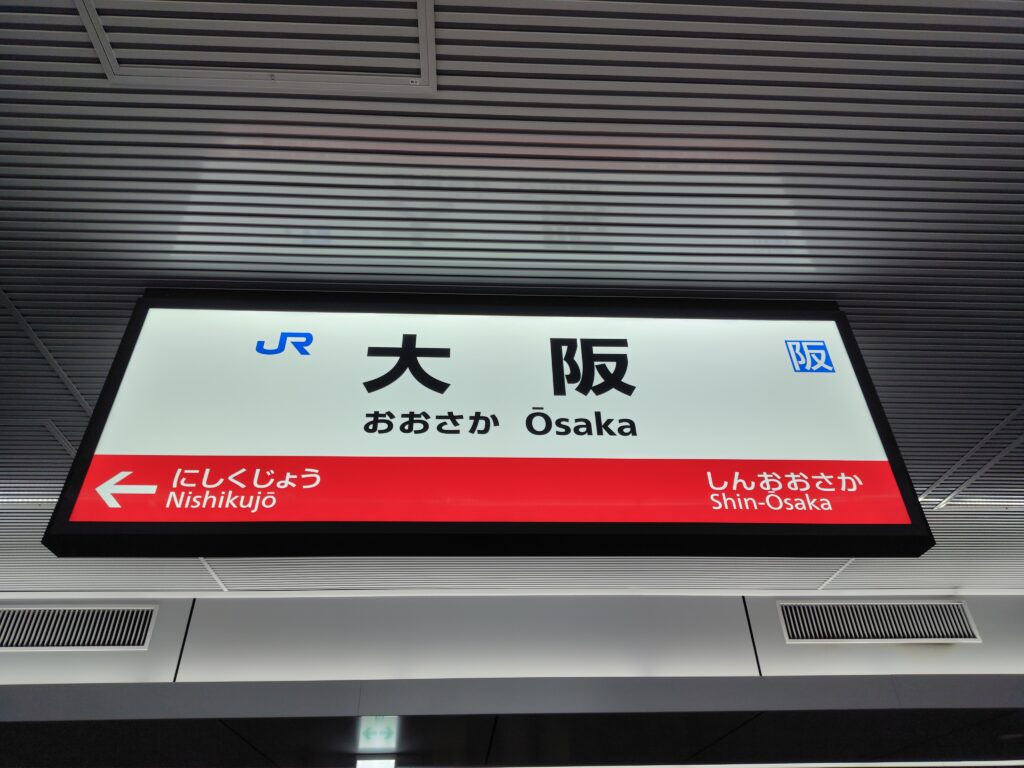 JR
大阪
阪
おおさか Ōsaka
← にしくじょう
Nishikujō
しんおおさか
Shin-Ōsaka